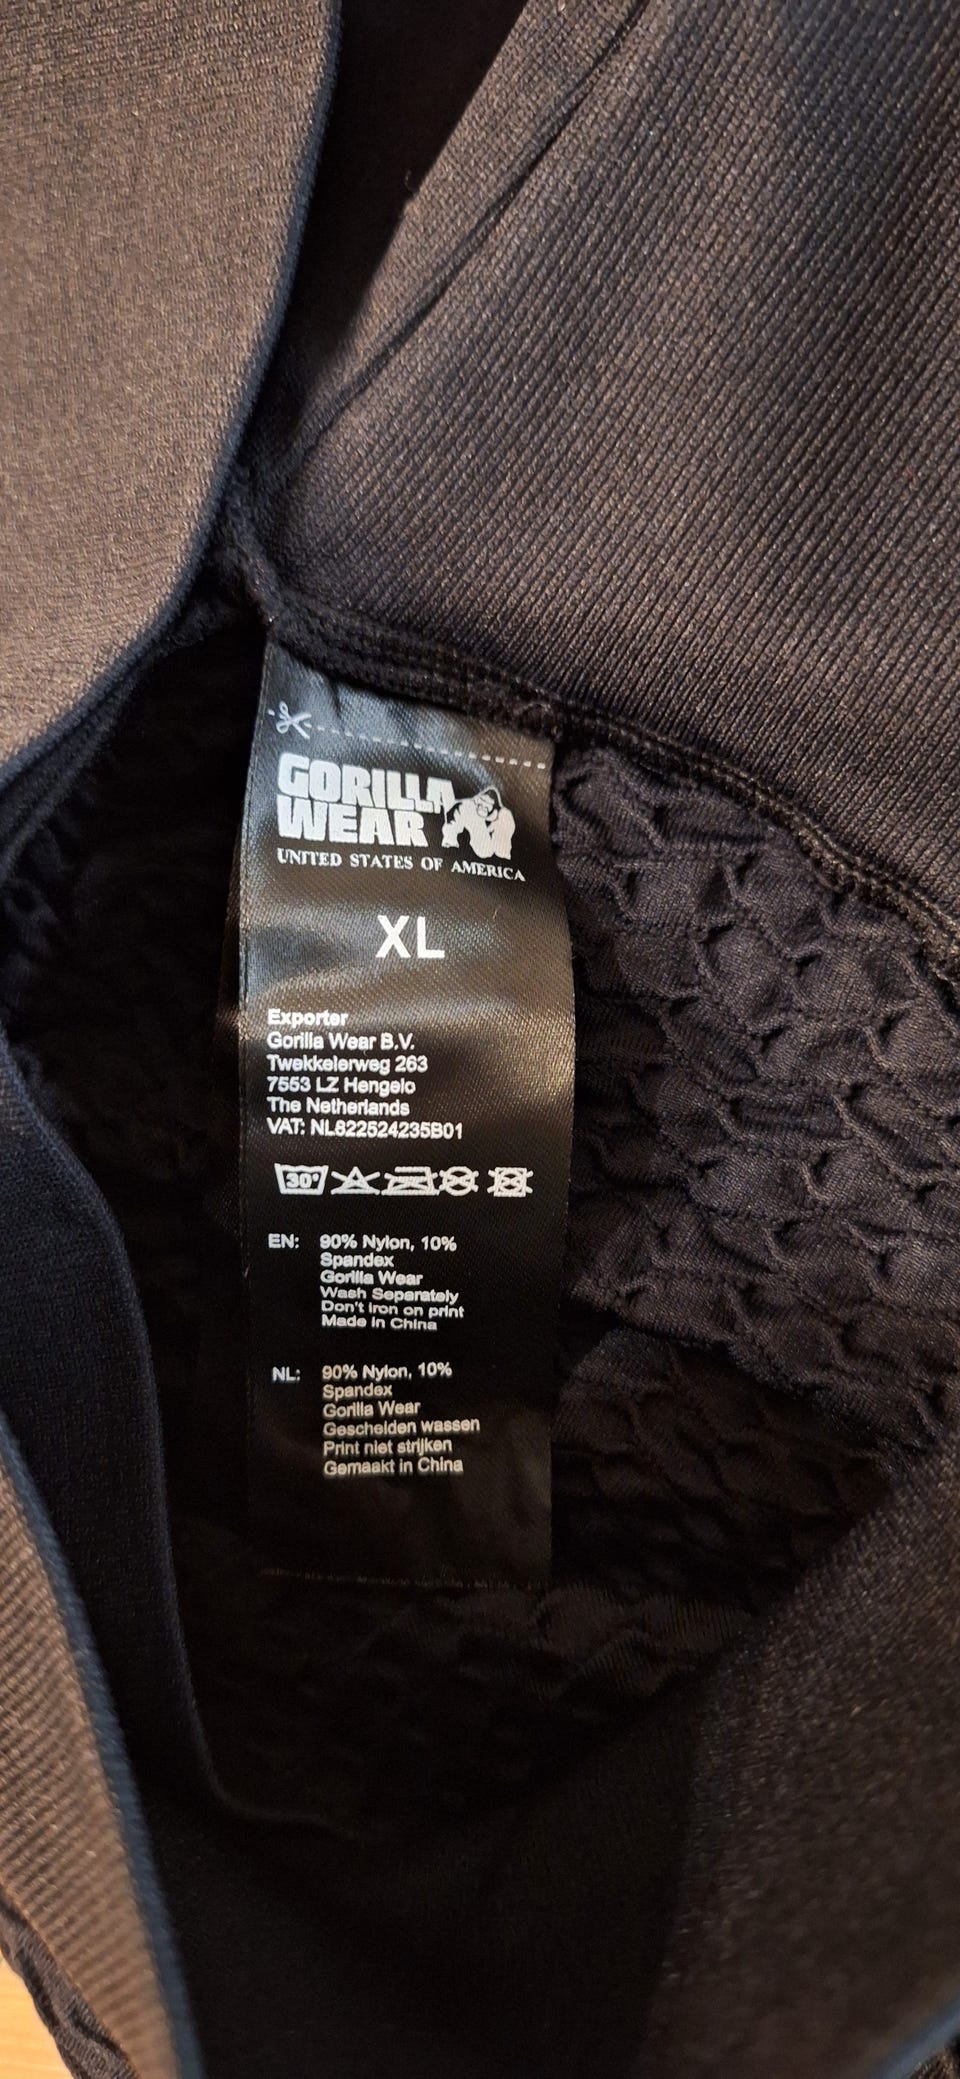 GORILLA
WEAR
UNITED STATES OF AMERICA
XL
Exporter
Gorilla Wear B.V.
Twekkelerweg 263
7553 LZ Hengelo
The Netherlands
VAT: NL822524235B01
30°
EN: 90% Nylon, 10%
Spandex
Gorilla Wear
Wash Separately
Don't iron on print
Made in China
NL: 90% Nylon, 10%
Spandex
Gorilla Wear
Gescheiden wassen
Print niet strijken
Gemaakt in China